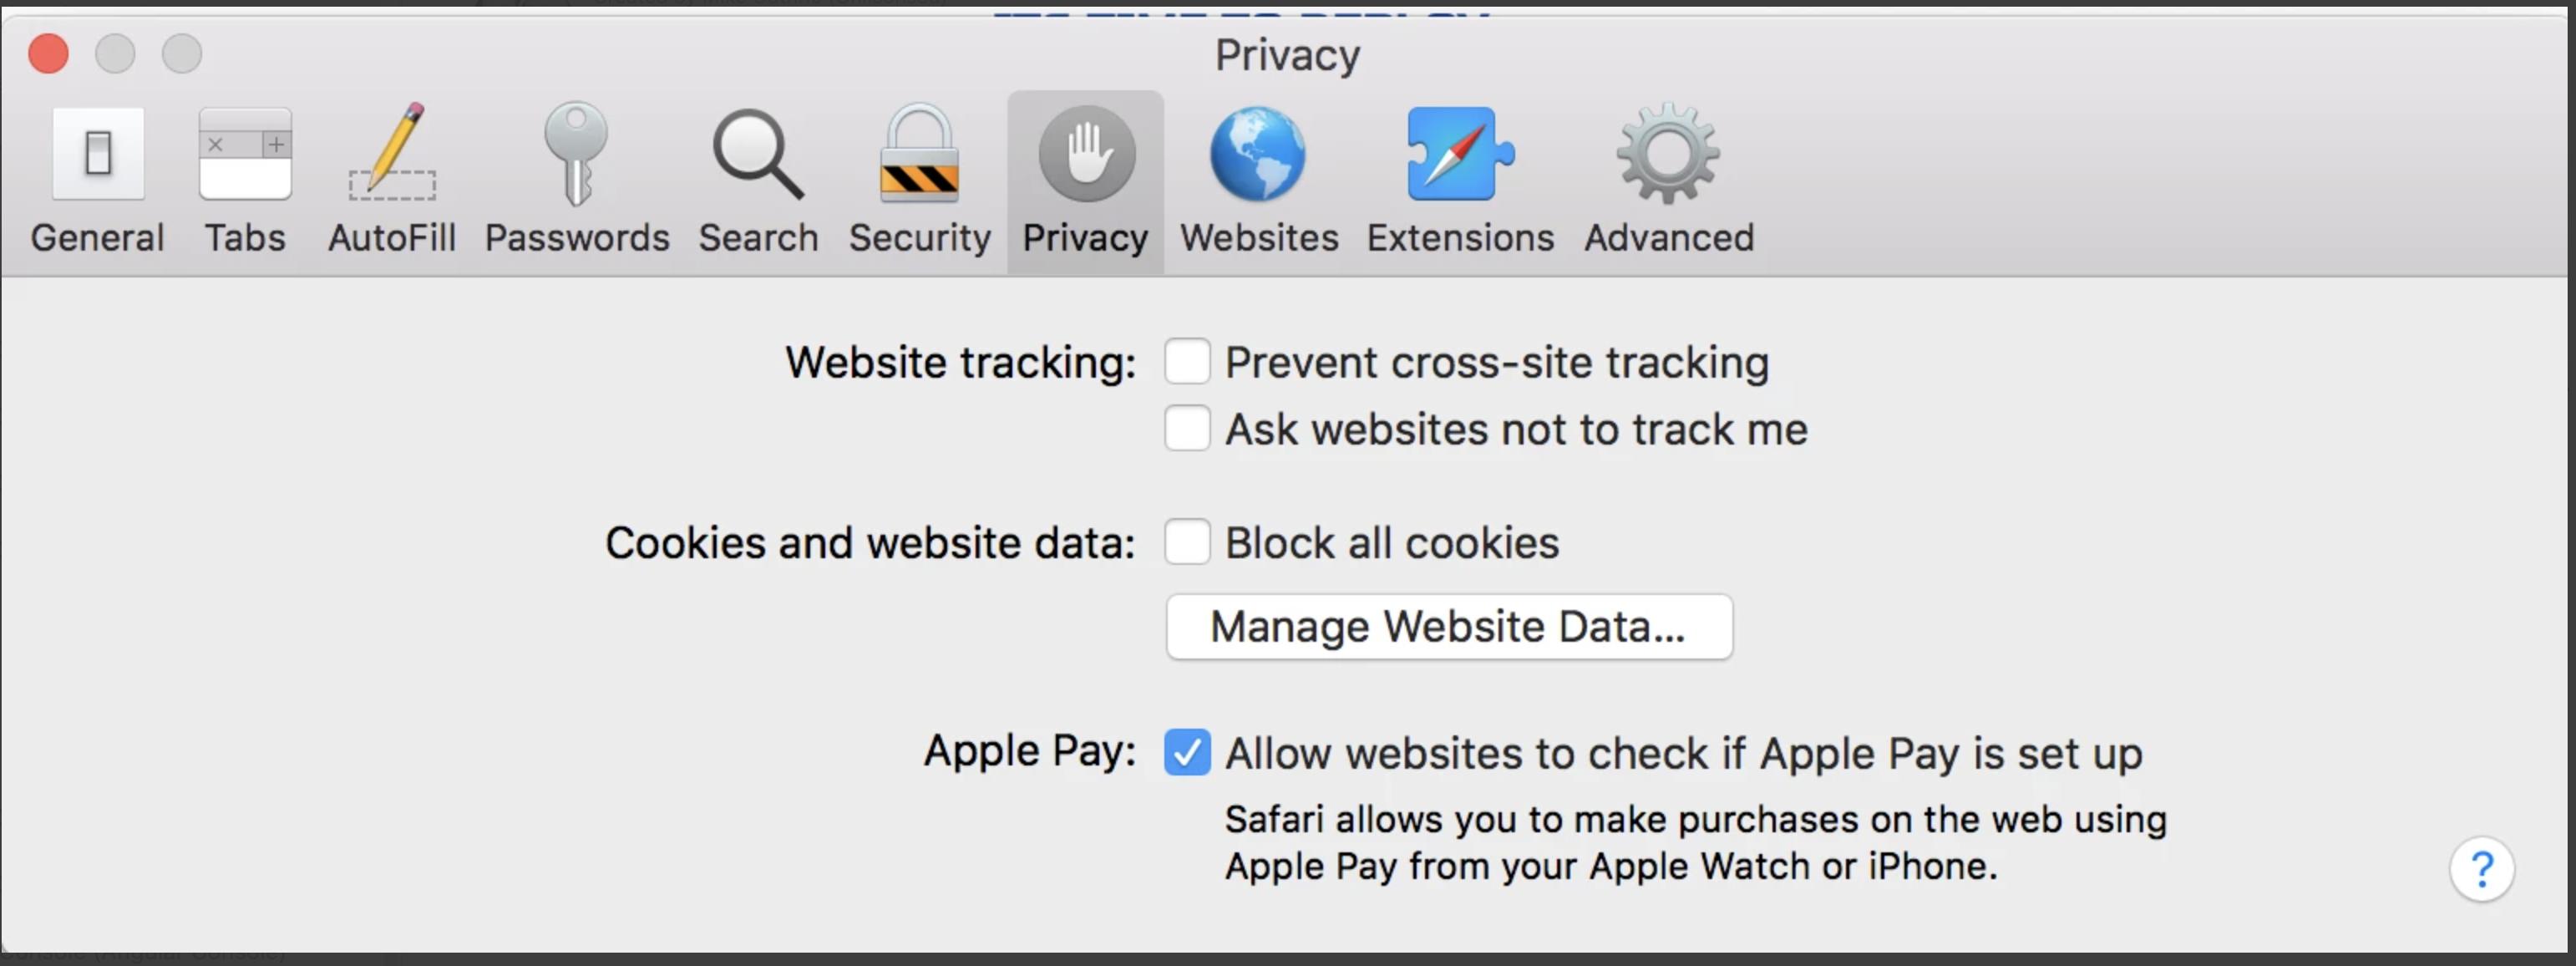 Privacy
General Tabs AutoFill Passwords Search Security Privacy Websites Extensions Advanced
Website tracking: Prevent cross-site tracking
Ask websites not to track me
Cookies and website data: Block all cookies
Manage Website Data...
Apple Pay: Allow websites to check if Apple Pay is set up
Safari allows you to make purchases on the web using
Apple Pay from your Apple Watch or iPhone.
?